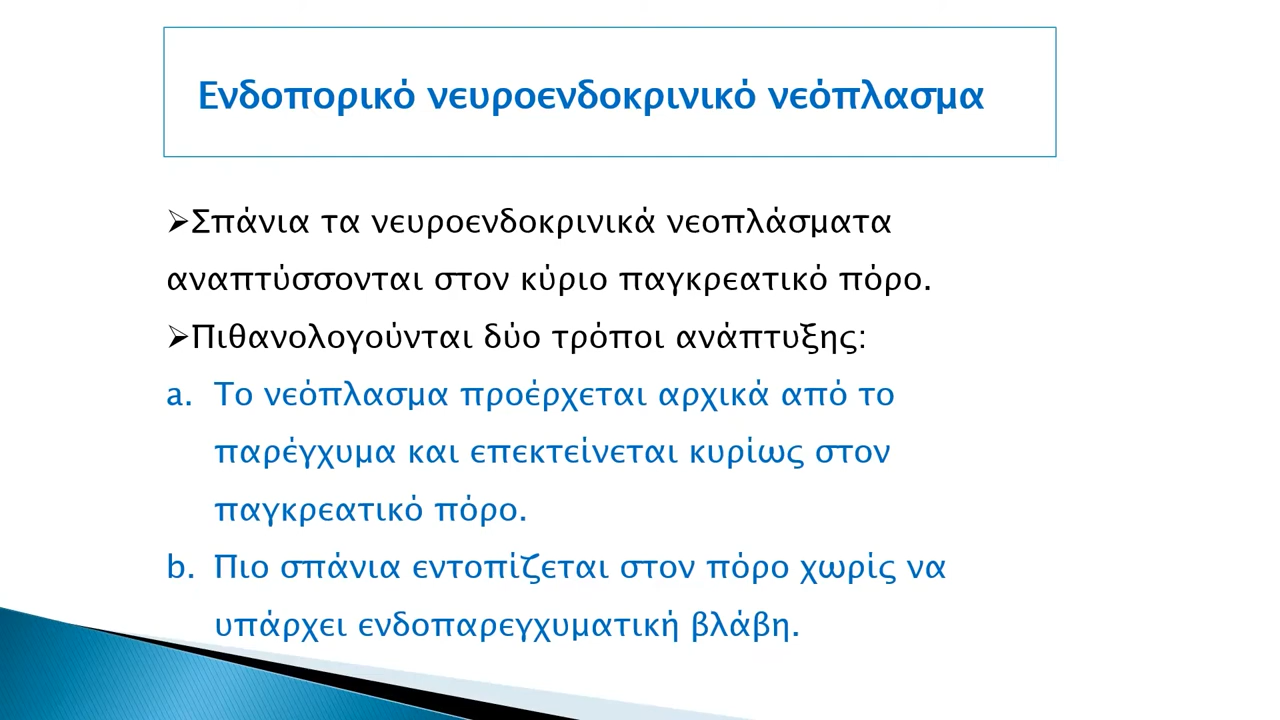 Ενδοπορικό νευροενδοκρινικό νεόπλασμα
➢Σπάνια τα νευροενδοκρινικά νεοπλάσματα
αναπτύσσονται στον κύριο παγκρεατικό πόρο.
➢Πιθανολογούνται δύο τρόποι ανάπτυξης:
a. Το νεόπλασμα προέρχεται αρχικά από το
παρέγχυμα και επεκτείνεται κυρίως στον
παγκρεατικό πόρο.
b. Πιο σπάνια εντοπίζεται στον πόρο χωρίς να
υπάρχει ενδοπαρεγχυματική βλάβη.